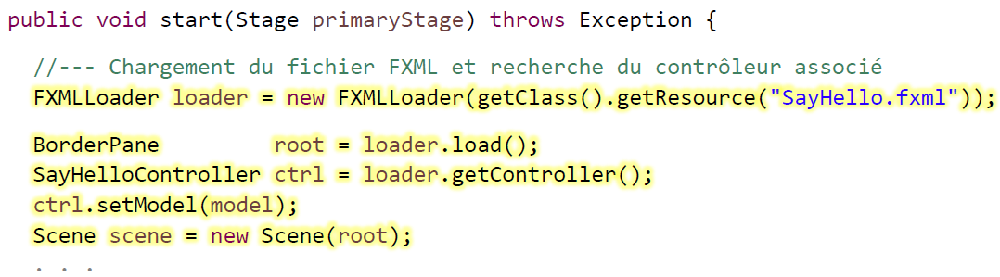 public void start(Stage primaryStage) throws Exception {
//--- Chargement du fichier FXML et recherche du contrôleur associé
FXMLLoader loader = new FXMLLoader(getClass().getResource("SayHello.fxml"));
BorderPane root = loader.load();
SayHelloController ctrl = loader.getController();
ctrl.setModel(model);
Scene scene = new Scene(root);
. . .